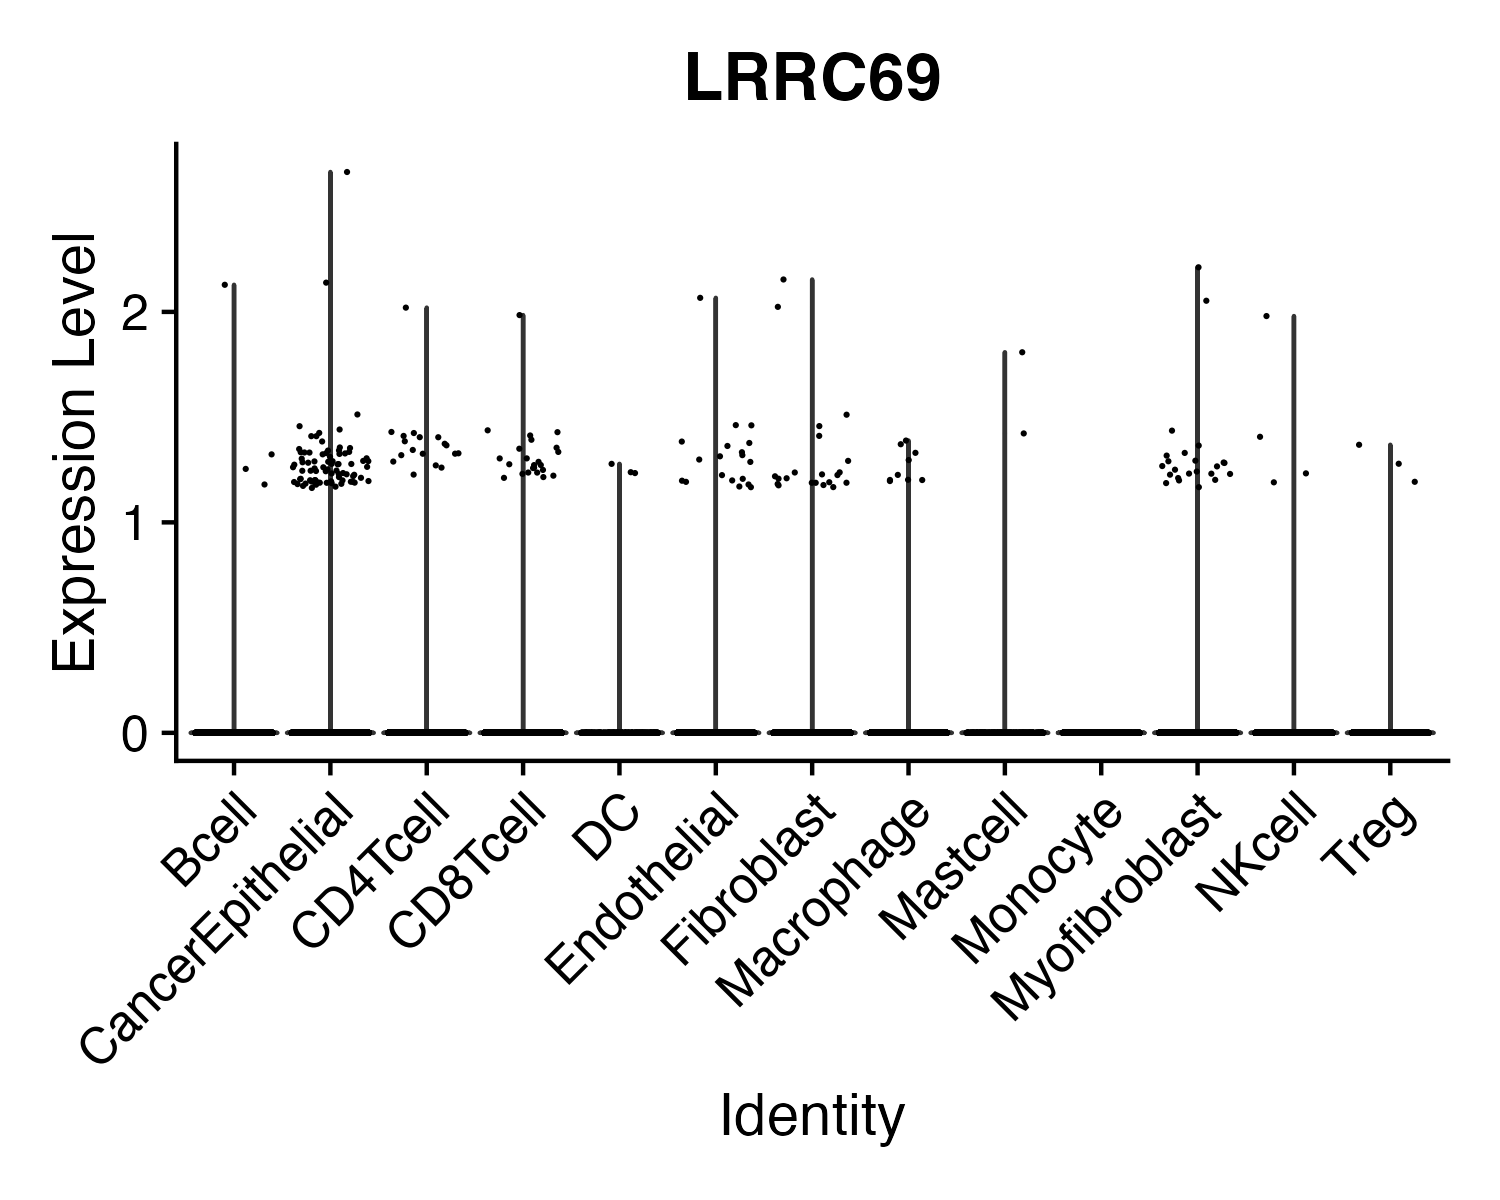 LRRC69
Expression Level
2
1
0
Bcell
CancerEpithelial
CD4Tcell
CD8Tcell
DC
Endothelial
Fibroblast
Macrophage
Mastcell
Monocyte
Myofibroblast
NKcell
Treg
Identity